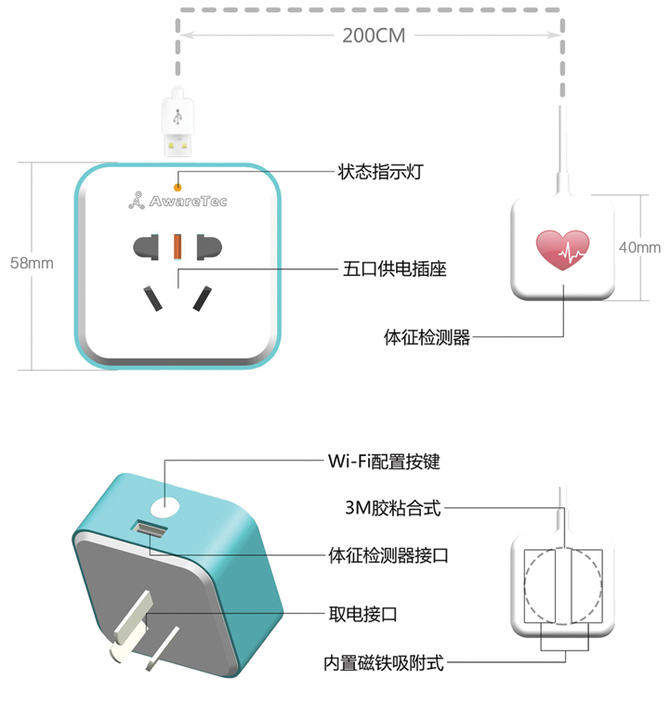 200CM
状态指示灯
AwareTec
58mm
五口供电插座
40mm
体征检测器
Wi-Fi配置按键
3M胶粘合式
体征检测器接口
取电接口
内置磁铁吸附式